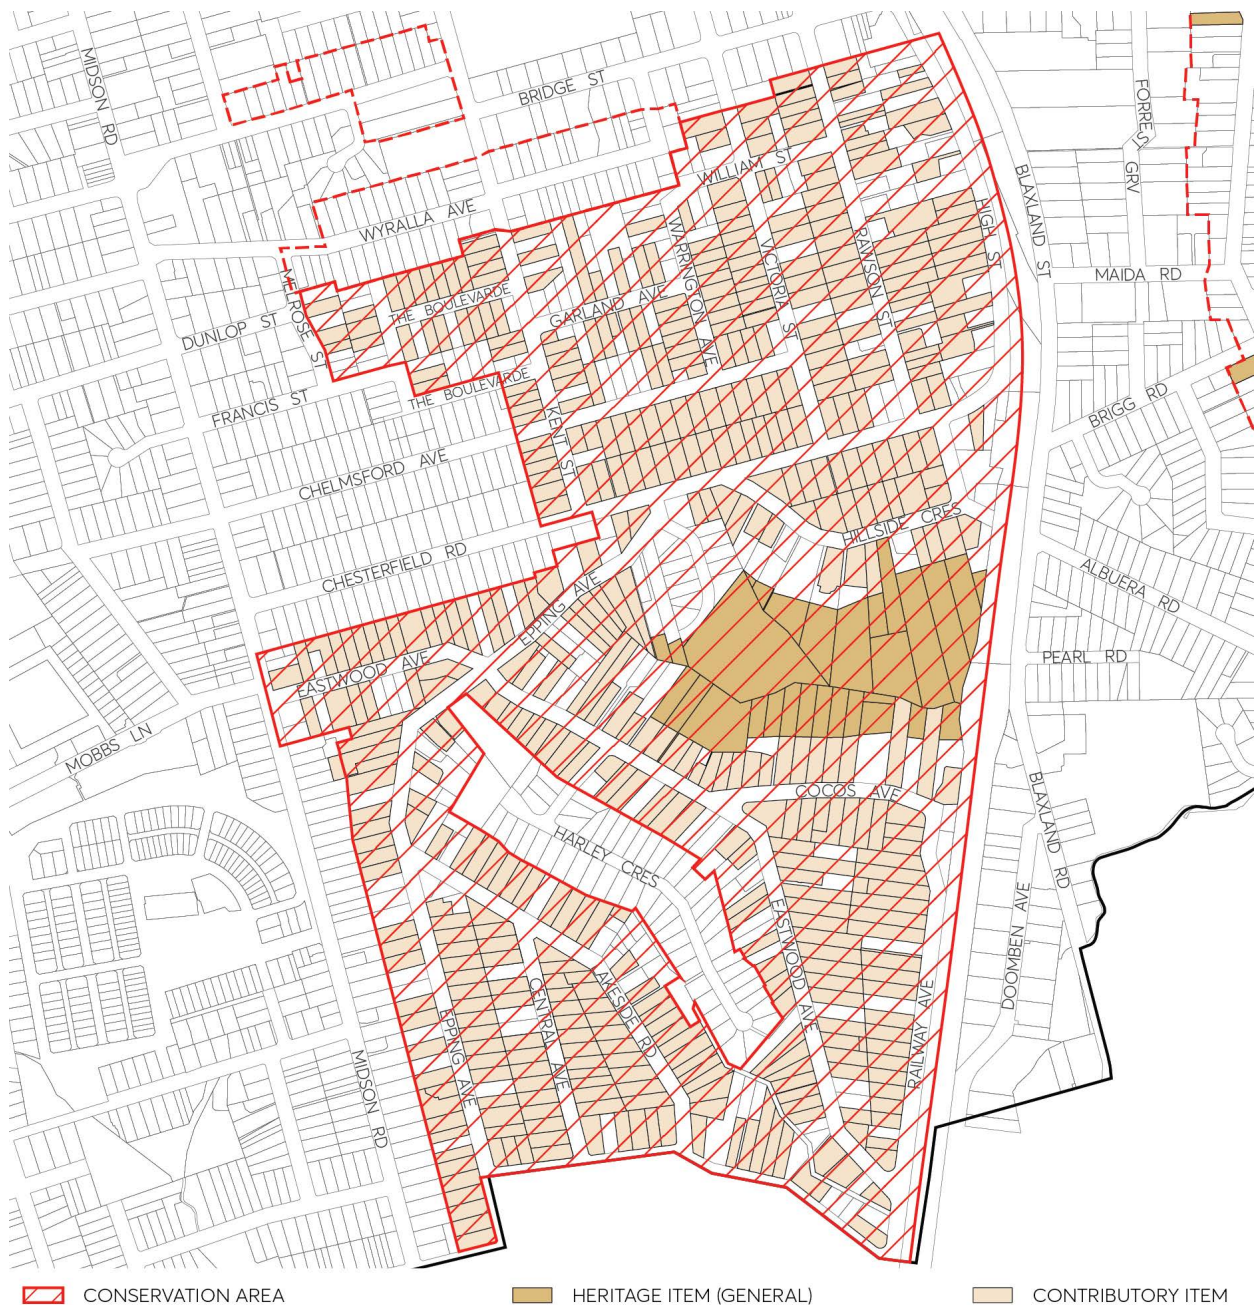 MIDSON RD
BRIDGE ST
FORREST GRV
WILLIAM ST
BLAXLAND ST
WYRALLA AVE
HIGH ST
WARRINGTON AVE
VICTORIA ST
RAWSON ST
MAIDA RD
MELROSE ST
THE BOULEVARDE
GARLAND AVE
DUNLOP ST
THE BOULEVARDE
FRANCIS ST
BRIGG RD
KENT ST
CHELMSFORD AVE
HILLSIDE CRES
CHESTERFIELD RD
ALBUERA RD
EPPING AVE
EASTWOOD AVE
PEARL RD
MOBBS LN
COCOS AVE
BLAXLAND RD
HARLEY CRES
EASTWOOD AVE
DOOMBEN AVE
LAKESIDE RD
CENTRAL AVE
EPPING AVE
RAILWAY AVE
MIDSON RD
CONSERVATION AREA
HERITAGE ITEM (GENERAL)
CONTRIBUTORY ITEM